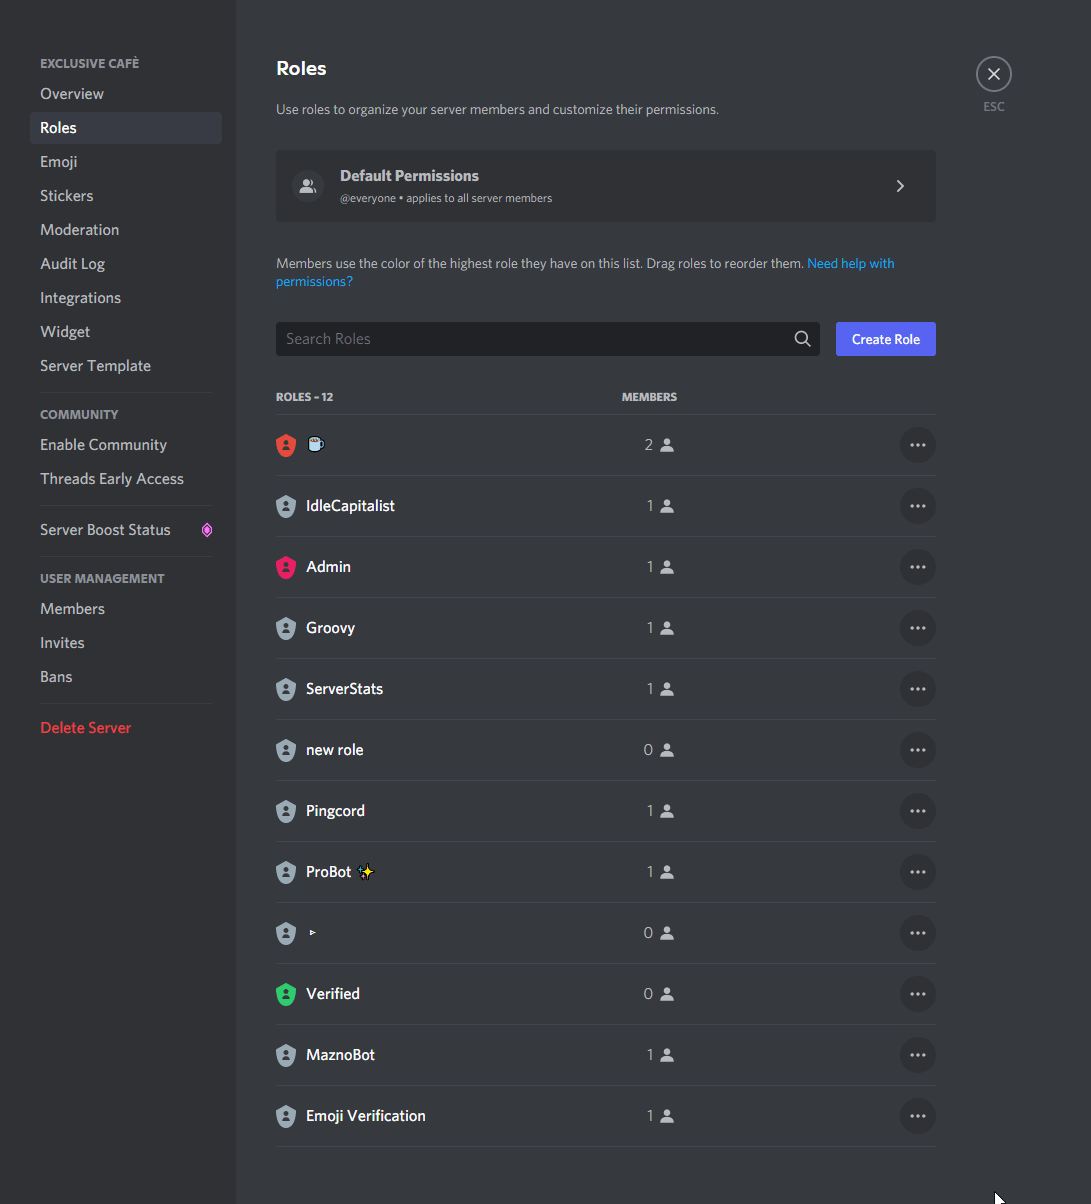 EXCLUSIVE CAFÈ
Overview
Roles
Emoji
Stickers
Moderation
Audit Log
Integrations
Widget
Server Template
COMMUNITY
Enable Community
Threads Early Access
Server Boost Status
USER MANAGEMENT
Members
Invites
Bans
Delete Server
Roles
Use roles to organize your server members and customize their permissions.
ESC
Default Permissions
@everyone • applies to all server members
Members use the color of the highest role they have on this list. Drag roles to reorder them. Need help with
permissions?
Search Roles
Create Role
ROLES – 12 MEMBERS
☕ 2
IdleCapitalist 1
Admin 1
Groovy 1
ServerStats 1
new role 0
Pingcord 1
ProBot ✨ 1
▹ 0
Verified 0
MaznoBot 1
Emoji Verification 1